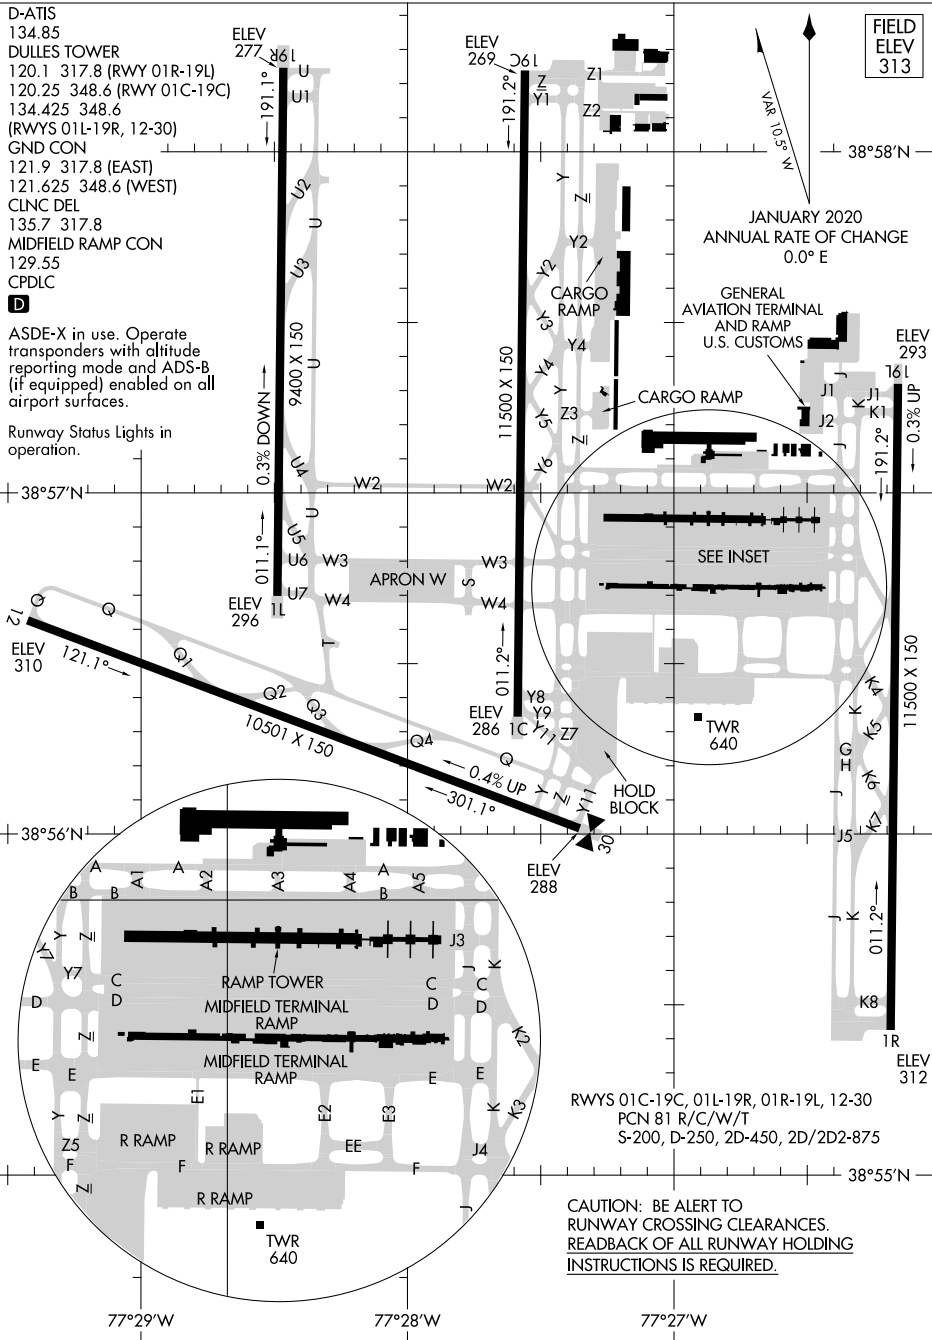 D-ATIS
134.85
DULLES TOWER
120.1 317.8 (RWY 01R-19L)
120.25 348.6 (RWY 01C-19C)
134.425 348.6
(RWYS 01L-19R, 12-30)
GND CON
121.9 317.8 (EAST)
121.625 348.6 (WEST)
CLNC DEL
135.7 317.8
MIDFIELD RAMP CON
129.55
CPDLC
D
ASDE-X in use. Operate
transponders with altitude
reporting mode and ADS-B
(if equipped) enabled on all
airport surfaces.
Runway Status Lights in
operation.
ELEV
277
19R
U
U1
191.1°
U2
U
U3
U
9400 X 150
0.3% DOWN
U4
U
U5
011.1°
U6
U7
ELEV
296
1L
W2
W2
W3
W3
W4
W4
APRON W
S
T
ELEV
269
19C
191.2°
Z
Z1
Y1
Z2
Y
Z
Y2
Y2
CARGO
RAMP
Y3
Y4
Y4
Y
Y5
Z3
Z
Y6
11500 X 150
CARGO RAMP
011.2°
ELEV
286
1C
Y8
Y9
Y11
Z7
Y
Z
Y11
HOLD
BLOCK
FIELD
ELEV
313
VAR 10.5° W
38°58'N
JANUARY 2020
ANNUAL RATE OF CHANGE
0.0° E
GENERAL
AVIATION TERMINAL
AND RAMP
U.S. CUSTOMS
ELEV
293
19L
J
J1
J1
K
K1
J2
J
191.2°
0.3% UP
38°57'N
SEE INSET
TWR
640
11500 X 150
K4
K
K5
G
H
K6
J
K7
J5
J
K
011.2°
K8
1R
ELEV
312
12
Q
Q
ELEV
310
121.1°
Q1
Q2
Q3
Q4
Q
10501 X 150
0.4% UP
301.1°
30
ELEV
288
38°56'N
A
A
A
A1
A2
A3
A4
A5
B
B
B
Y
Z
Y7
Y7
J3
RAMP TOWER
C
C
C
J
K
D
D
D
D
MIDFIELD TERMINAL
RAMP
Z
MIDFIELD TERMINAL
RAMP
K2
E
E
E
E
E1
E2
E3
Y
Z
K
K3
Z5
R RAMP
R RAMP
EE
J4
F
F
F
Z
R RAMP
J
TWR
640
RWYS 01C-19C, 01L-19R, 01R-19L, 12-30
PCN 81 R/C/W/T
S-200, D-250, 2D-450, 2D/2D2-875
38°55'N
CAUTION: BE ALERT TO
RUNWAY CROSSING CLEARANCES.
READBACK OF ALL RUNWAY HOLDING
INSTRUCTIONS IS REQUIRED.
77°29'W
77°28'W
77°27'W